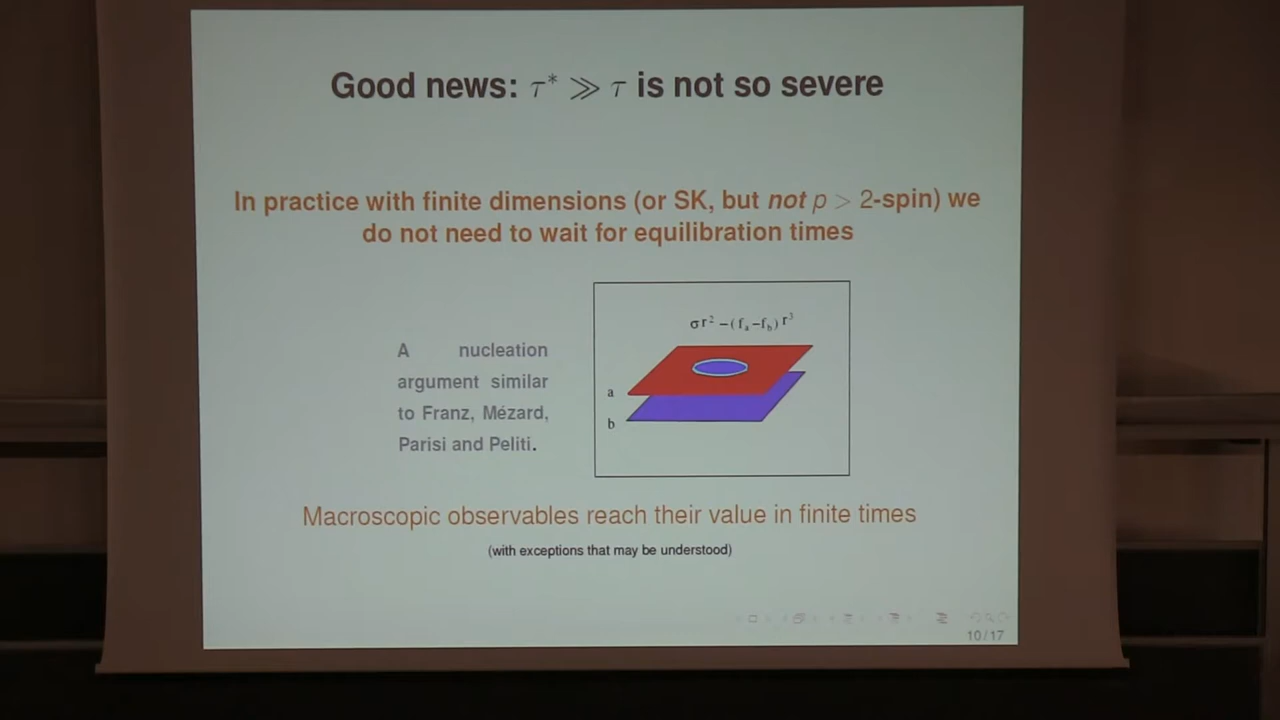 Good news: τ* ≫ τ is not so severe
In practice with finite dimensions (or SK, but not p > 2-spin) we
do not need to wait for equilibration times
A nucleation
argument similar
to Franz, Mézard,
Parisi and Peliti.
σr² −(fₐ−f_b) r³
a
b
Macroscopic observables reach their value in finite times
(with exceptions that may be understood)
10/17